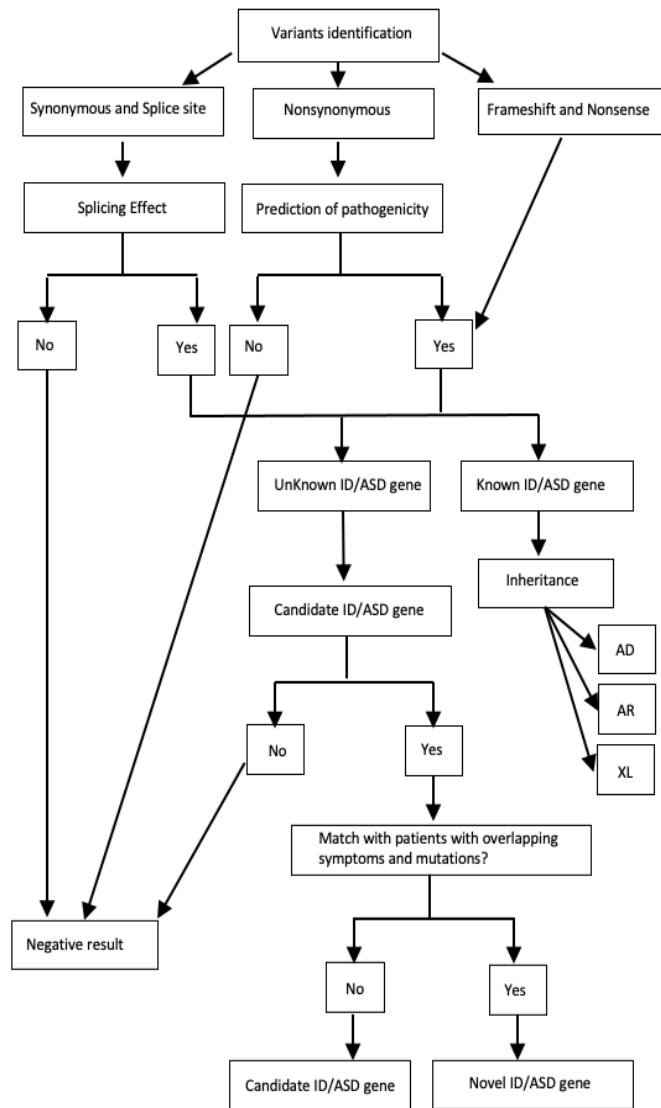 Variants identification
Synonymous and Splice site
Nonsynonymous
Frameshift and Nonsense
Splicing Effect
Prediction of pathogenicity
No
Yes
No
Yes
UnKnown ID/ASD gene
Known ID/ASD gene
Inheritance
Candidate ID/ASD gene
AD
AR
XL
No
Yes
Match with patients with overlapping
symptoms and mutations?
Negative result
No
Yes
Candidate ID/ASD gene
Novel ID/ASD gene